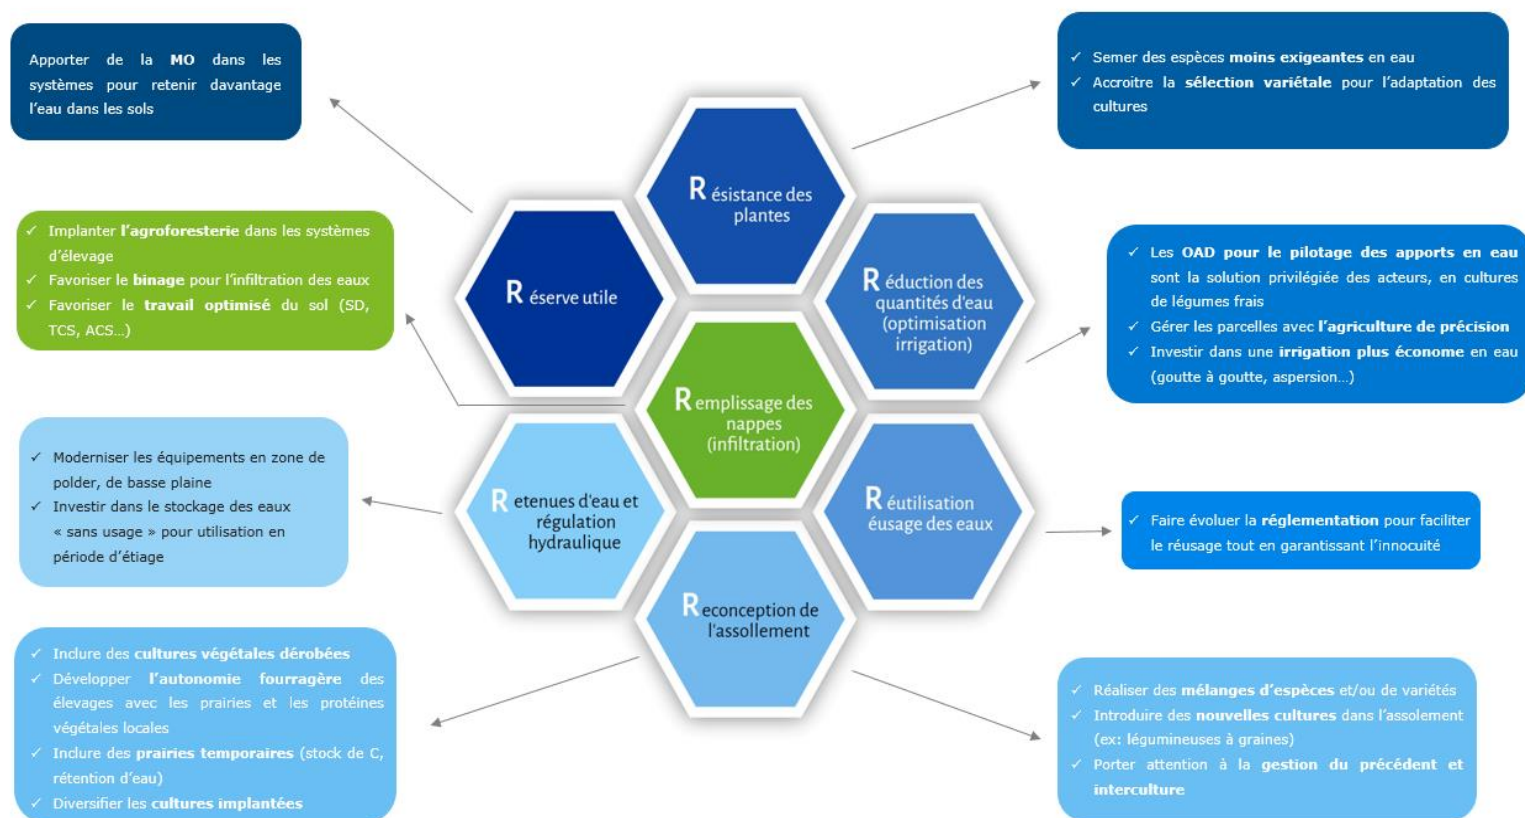 Apporter de la MO dans les
systèmes pour retenir davantage
l'eau dans les sols
✓ Semer des espèces moins exigeantes en eau
✓ Accroitre la sélection variétale pour l'adaptation des
cultures
R ésistance des
plantes
R éserve utile
✓ Implanter l'agroforesterie dans les systèmes
d'élevage
✓ Favoriser le binage pour l'infiltration des eaux
✓ Favoriser le travail optimisé du sol (SD,
TCS, ACS…)
R éduction des
quantités d'eau
(optimisation
irrigation)
✓ Les OAD pour le pilotage des apports en eau
sont la solution privilégiée des acteurs, en cultures
de légumes frais
✓ Gérer les parcelles avec l'agriculture de précision
✓ Investir dans une irrigation plus économe en eau
(goutte à goutte, aspersion…)
R emplissage des
nappes
(infiltration)
✓ Moderniser les équipements en zone de
polder, de basse plaine
✓ Investir dans le stockage des eaux
« sans usage » pour utilisation en
période d'étiage
R etenues d'eau et
régulation
hydraulique
R éutilisation
éusage des eaux
✓ Faire évoluer la réglementation pour faciliter
le réusage tout en garantissant l'innocuité
R econception de
l'assollement
✓ Inclure des cultures végétales dérobées
✓ Développer l'autonomie fourragère des
élevages avec les prairies et les protéines
végétales locales
✓ Inclure des prairies temporaires (stock de C,
rétention d'eau)
✓ Diversifier les cultures implantées
✓ Réaliser des mélanges d'espèces et/ou de variétés
✓ Introduire des nouvelles cultures dans l'assolement
(ex: légumineuses à graines)
✓ Porter attention à la gestion du précédent et
interculture